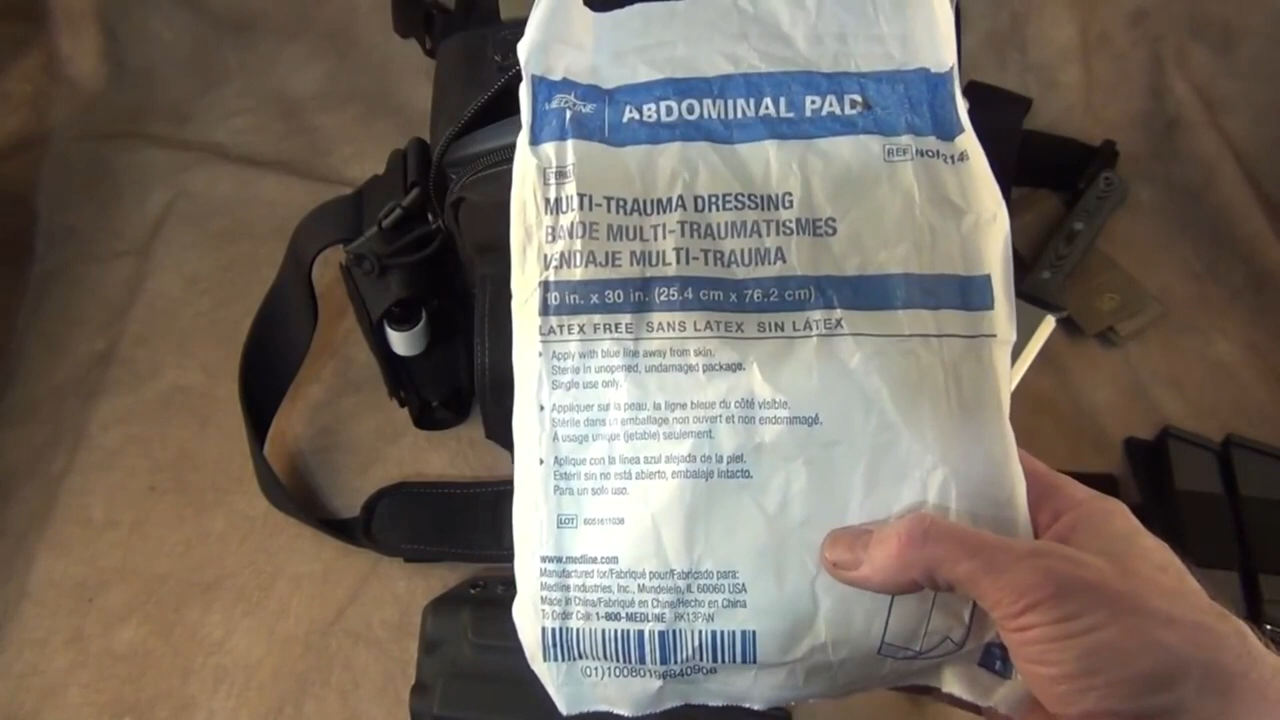 MEDLINE ABDOMINAL PAD
REF
STERILE
MULTI-TRAUMA DRESSING
BANDE MULTI-TRAUMATISMES
VENDAJE MULTI-TRAUMA
10 in. x 30 in. (25.4 cm x 76.2 cm)
LATEX FREE SANS LATEX SIN LÁTEX
Apply with blue line away from skin.
Sterile in unopened, undamaged package.
Single use only.
Appliquer sur la peau, la ligne bleue du côté visible.
Stérile dans un emballage non ouvert et non endommagé.
À usage unique (jetable) seulement.
Aplique con la línea azul alejada de la piel.
Estéril si no está abierto, embalaje intacto.
Para un solo uso.
LOT 6051611038
www.medline.com
Manufactured for/Fabriqué pour/Fabricado para:
Medline Industries, Inc., Mundelein, IL 60060 USA
Made in China/Fabriqué en Chine/Hecho en China
To Order Call: 1-800-MEDLINE RK13PAN